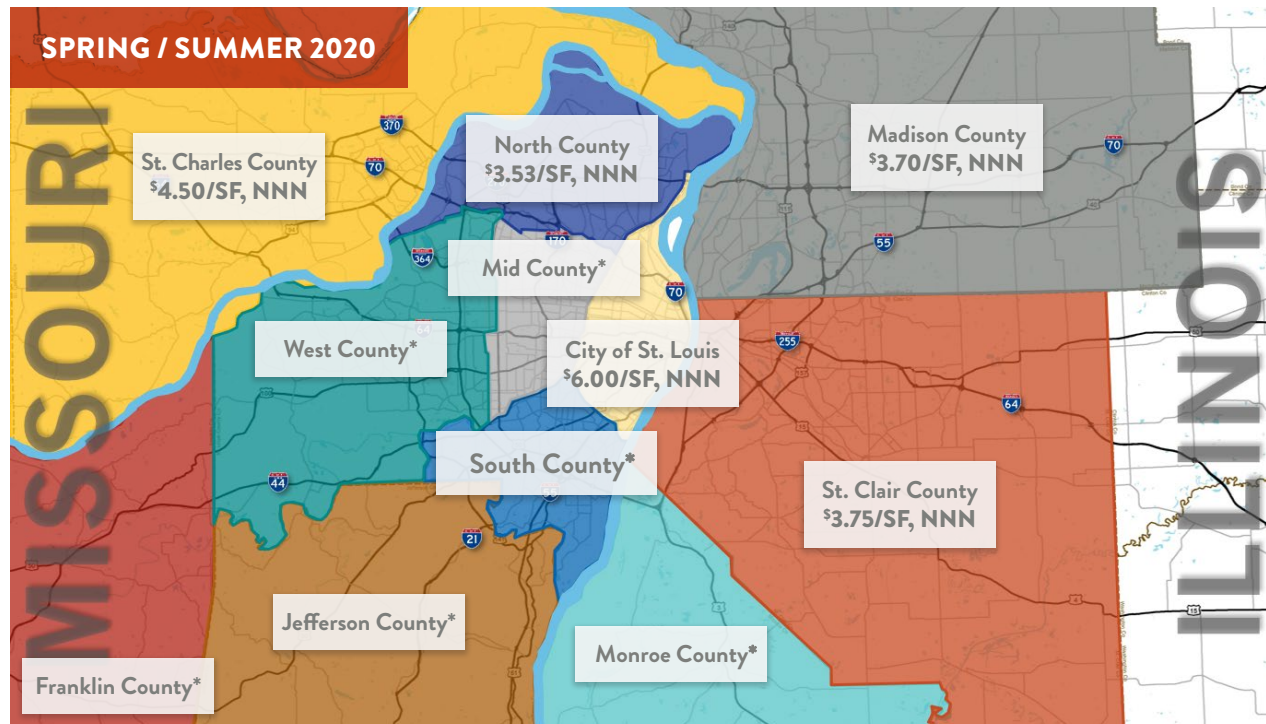 SPRING / SUMMER 2020
MISSOURI
ILLINOIS
St. Charles County
$4.50/SF, NNN
North County
$3.53/SF, NNN
Madison County
$3.70/SF, NNN
Mid County*
West County*
City of St. Louis
$6.00/SF, NNN
South County*
St. Clair County
$3.75/SF, NNN
Jefferson County*
Monroe County*
Franklin County*
370
70
70
364
170
55
70
64
255
64
44
55
21
4
15